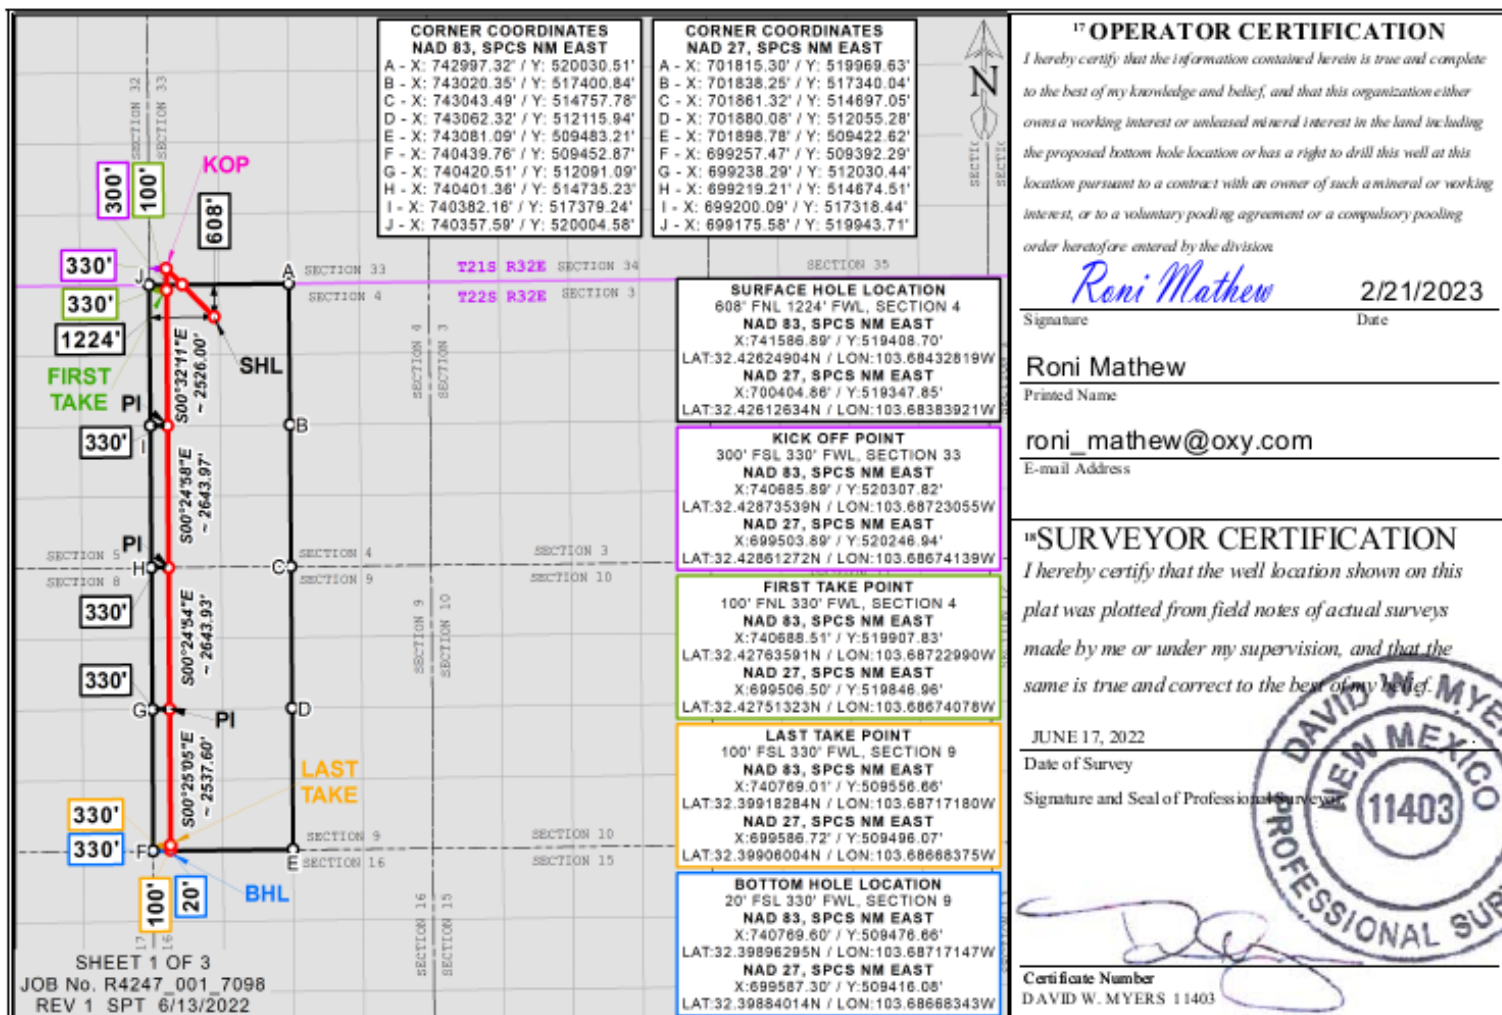 CORNER COORDINATES
NAD 83, SPCS NM EAST
A - X: 742997.32' / Y: 520030.51'
B - X: 743020.35' / Y: 517400.84'
C - X: 743043.49' / Y: 514757.78'
D - X: 743062.32' / Y: 512115.94'
E - X: 743081.09' / Y: 509483.21'
F - X: 740439.76' / Y: 509452.87'
G - X: 740420.51' / Y: 512091.09'
H - X: 740401.36' / Y: 514735.23'
I - X: 740382.16' / Y: 517379.24'
J - X: 740357.59' / Y: 520004.58'
CORNER COORDINATES
NAD 27, SPCS NM EAST
A - X: 701815.30' / Y: 519969.63'
B - X: 701838.25' / Y: 517340.04'
C - X: 701861.32' / Y: 514697.05'
D - X: 701880.08' / Y: 512055.28'
E - X: 701898.78' / Y: 509422.62'
F - X: 699257.47' / Y: 509392.29'
G - X: 699238.29' / Y: 512030.44'
H - X: 699219.21' / Y: 514674.51'
I - X: 699200.09' / Y: 517318.44'
J - X: 699175.58' / Y: 519943.71'
N
SECTION 32
SECTION 33
KOP
300'
100'
608'
330'
J
A
SECTION 33
T21S R32E
SECTION 34
SECTION 35
330'
SECTION 4
T22S R32E
SECTION 3
1224'
SHL
FIRST
TAKE
S00°32'11"E
~ 2526.00'
SECTION 4
SECTION 3
PI
330'
I
B
S00°24'58"E
~ 2643.97'
PI
SECTION 5
SECTION 4
SECTION 3
H
C
SECTION 8
SECTION 9
SECTION 10
330'
S00°24'54"E
~ 2643.93'
SECTION 9
SECTION 10
330'
G
D
PI
S00°25'05"E
~ 2537.60'
LAST
TAKE
330'
SECTION 9
SECTION 10
330'
F
E
SECTION 16
SECTION 15
100'
20'
BHL
17
16
SECTION 16
SECTION 15
SHEET 1 OF 3
JOB No. R4247_001_7098
REV 1 SPT 6/13/2022
SURFACE HOLE LOCATION
608' FNL 1224' FWL, SECTION 4
NAD 83, SPCS NM EAST
X:741586.89' / Y:519408.70'
LAT:32.42624904N / LON:103.68432819W
NAD 27, SPCS NM EAST
X:700404.86' / Y:519347.85'
LAT:32.42612634N / LON:103.68383921W
KICK OFF POINT
300' FSL 330' FWL, SECTION 33
NAD 83, SPCS NM EAST
X:740685.89' / Y:520307.82'
LAT:32.42873539N / LON:103.68723055W
NAD 27, SPCS NM EAST
X:699503.89' / Y:520246.94'
LAT:32.42861272N / LON:103.68674139W
FIRST TAKE POINT
100' FNL 330' FWL, SECTION 4
NAD 83, SPCS NM EAST
X:740688.51' / Y:519907.83'
LAT:32.42763591N / LON:103.68722990W
NAD 27, SPCS NM EAST
X:699506.50' / Y:519846.96'
LAT:32.42751323N / LON:103.68674078W
LAST TAKE POINT
100' FSL 330' FWL, SECTION 9
NAD 83, SPCS NM EAST
X:740769.01' / Y:509556.66'
LAT:32.39918284N / LON:103.68717180W
NAD 27, SPCS NM EAST
X:699586.72' / Y:509496.07'
LAT:32.39906004N / LON:103.68668375W
BOTTOM HOLE LOCATION
20' FSL 330' FWL, SECTION 9
NAD 83, SPCS NM EAST
X:740769.60' / Y:509476.66'
LAT:32.39896295N / LON:103.68717147W
NAD 27, SPCS NM EAST
X:699587.30' / Y:509416.08'
LAT:32.39884014N / LON:103.68668343W
17 OPERATOR CERTIFICATION
I hereby certify that the information contained herein is true and complete
to the best of my knowledge and belief, and that this organization either
owns a working interest or unleased mineral interest in the land including
the proposed bottom hole location or has a right to drill this well at this
location pursuant to a contract with an owner of such a mineral or working
interest, or to a voluntary pooling agreement or a compulsory pooling
order heretofore entered by the division.
Roni Mathew
2/21/2023
Signature
Date
Roni Mathew
Printed Name
roni_mathew@oxy.com
E-mail Address
18 SURVEYOR CERTIFICATION
I hereby certify that the well location shown on this
plat was plotted from field notes of actual surveys
made by me or under my supervision, and that the
same is true and correct to the best of my belief.
JUNE 17, 2022
Date of Survey
Signature and Seal of Professional Surveyor:
DAVID W. MYE
NEW MEXICO
11403
PROFESSIONAL SUR
Certificate Number
DAVID W. MYERS 11403